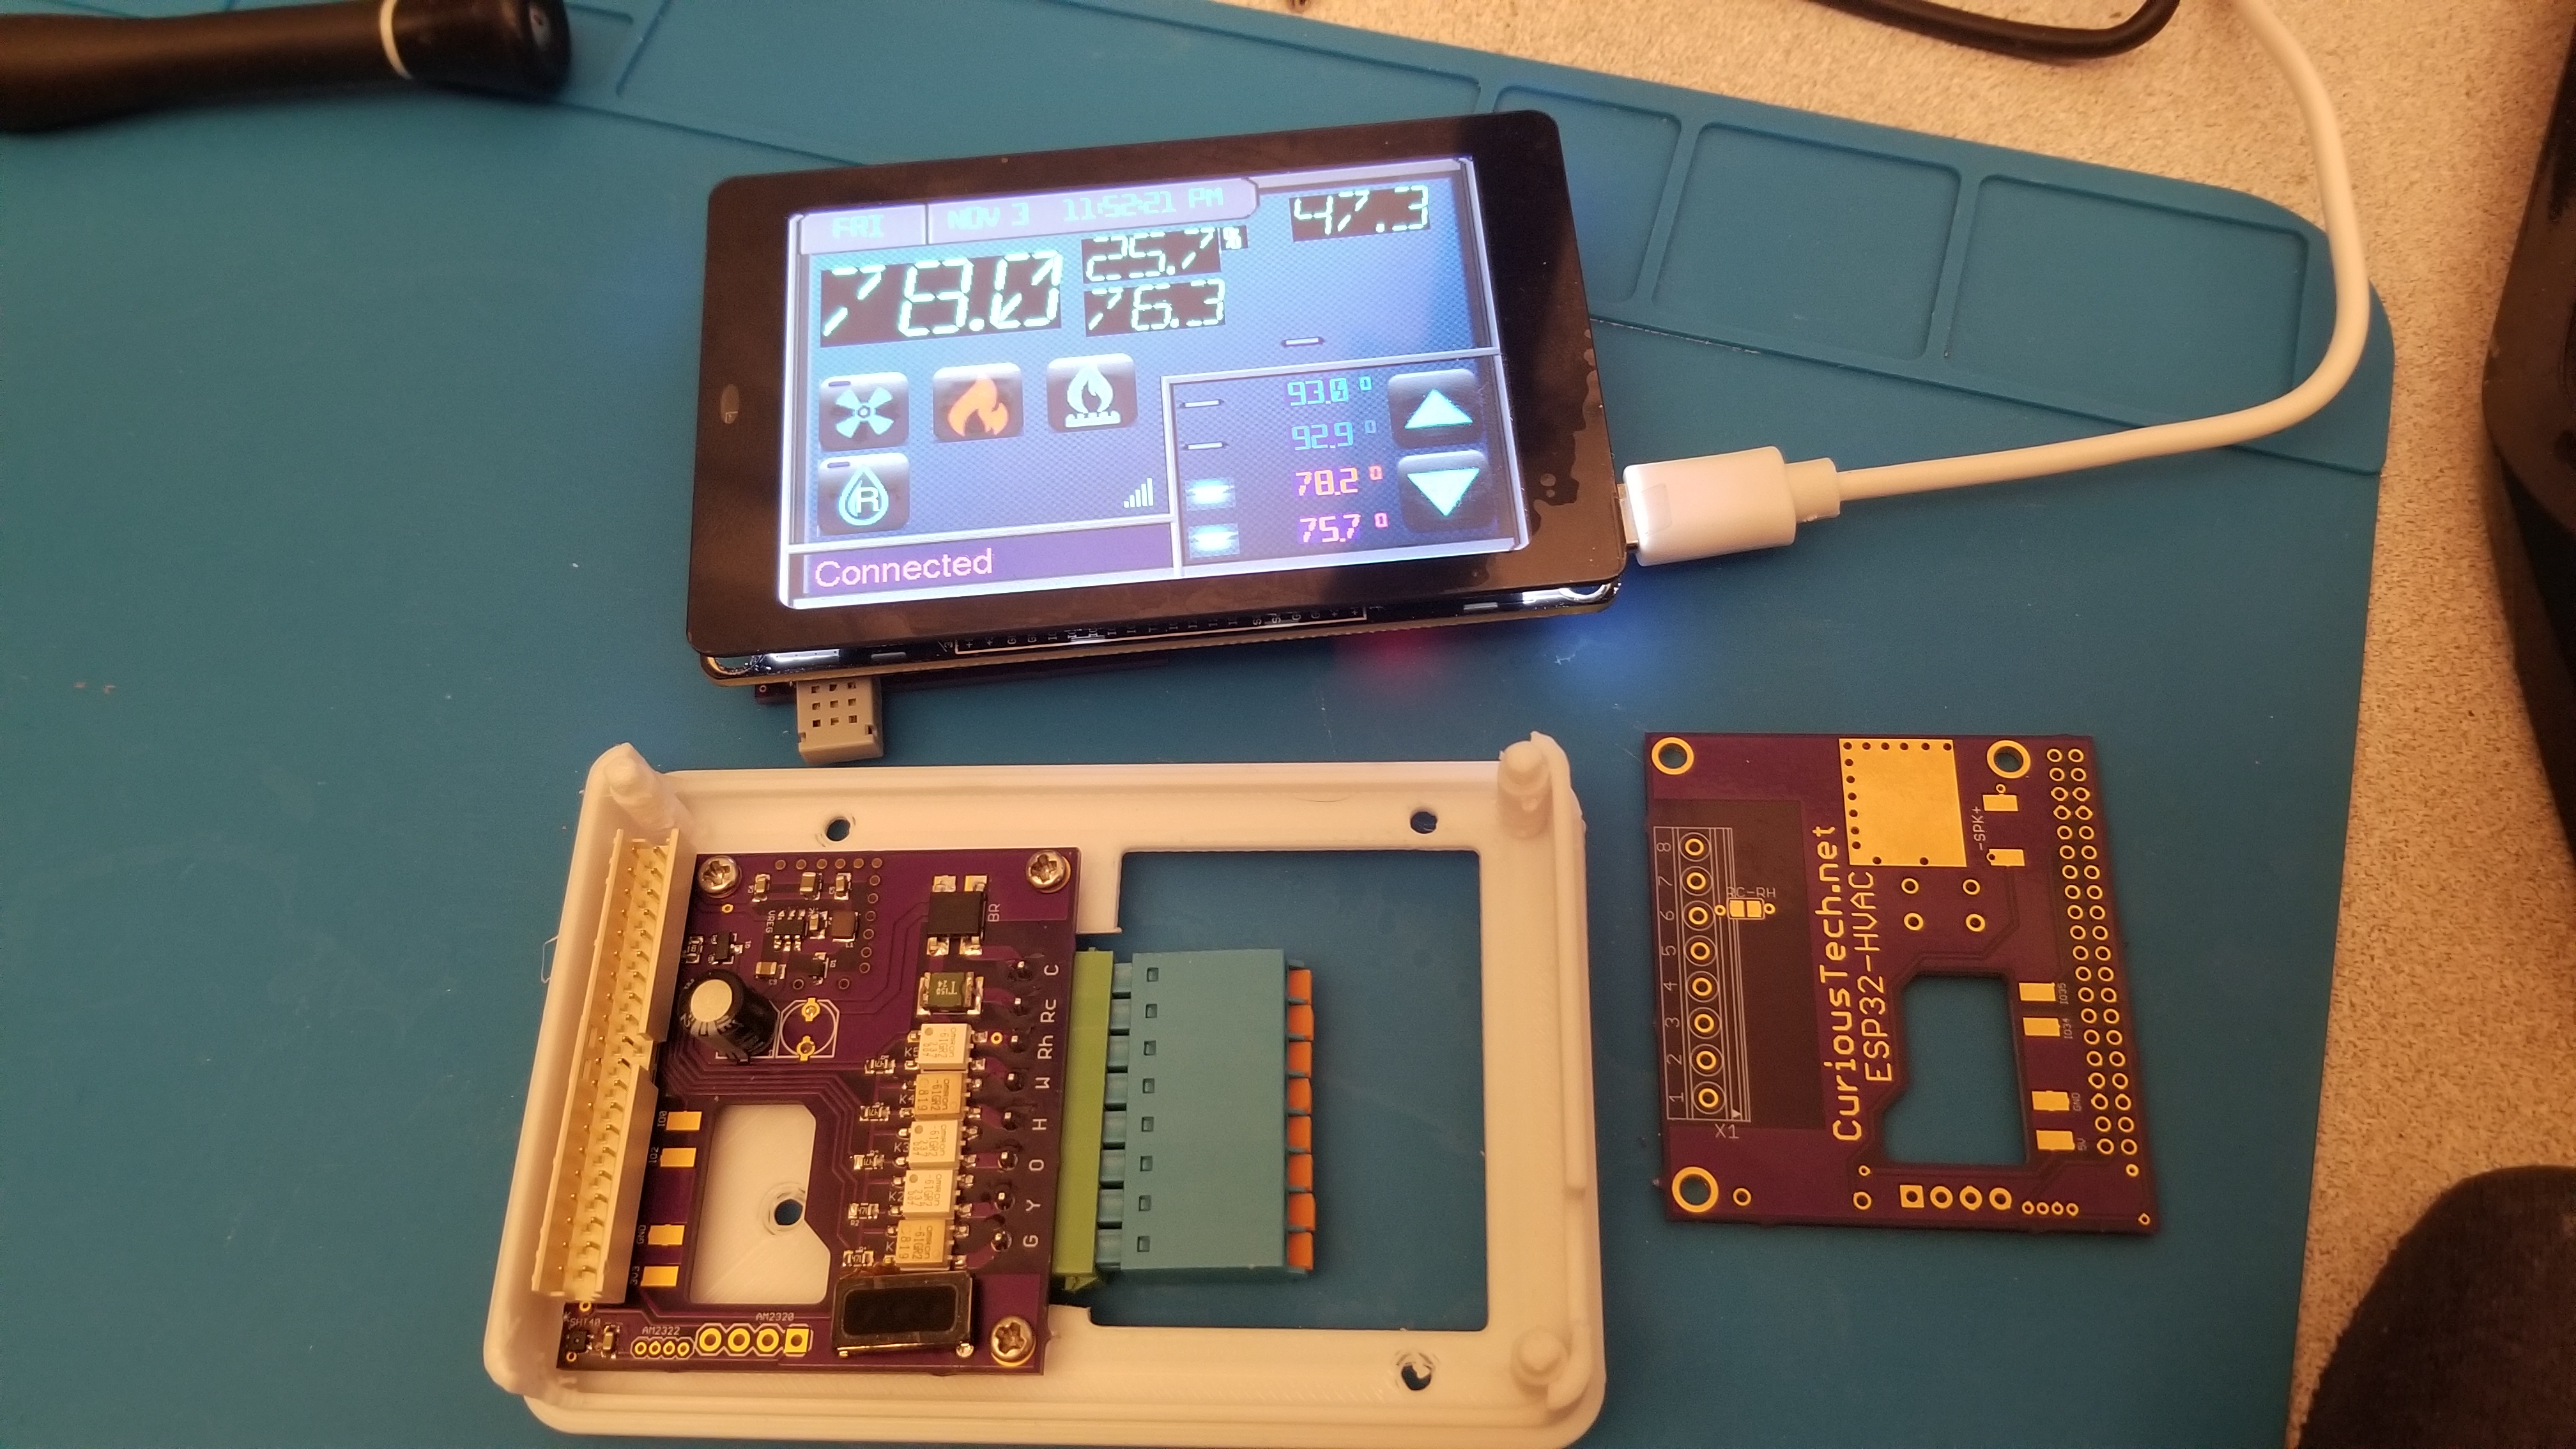 FRI
NOV 3 11:52:21 PM
47.3
78.0
25.7%
76.3
93.0°
92.9°
78.2°
75.7°
R
Connected
BR
VREG
C
Rc
Rh
W
H
O
Y
G
IO2
GND
3V3
SHT40
AM2322
AM2320
8
7
6
5
4
3
2
1
X1
RC-RH
CuriousTech.net
ESP32-HVAC
-SPK+
IO35
IO34
GND
5V